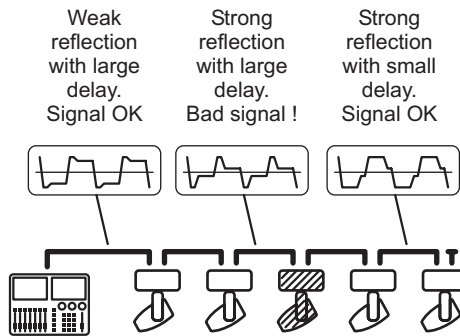 Weak
reflection
with large
delay.
Signal OK
Strong
reflection
with large
delay.
Bad signal !
Strong
reflection
with small
delay.
Signal OK